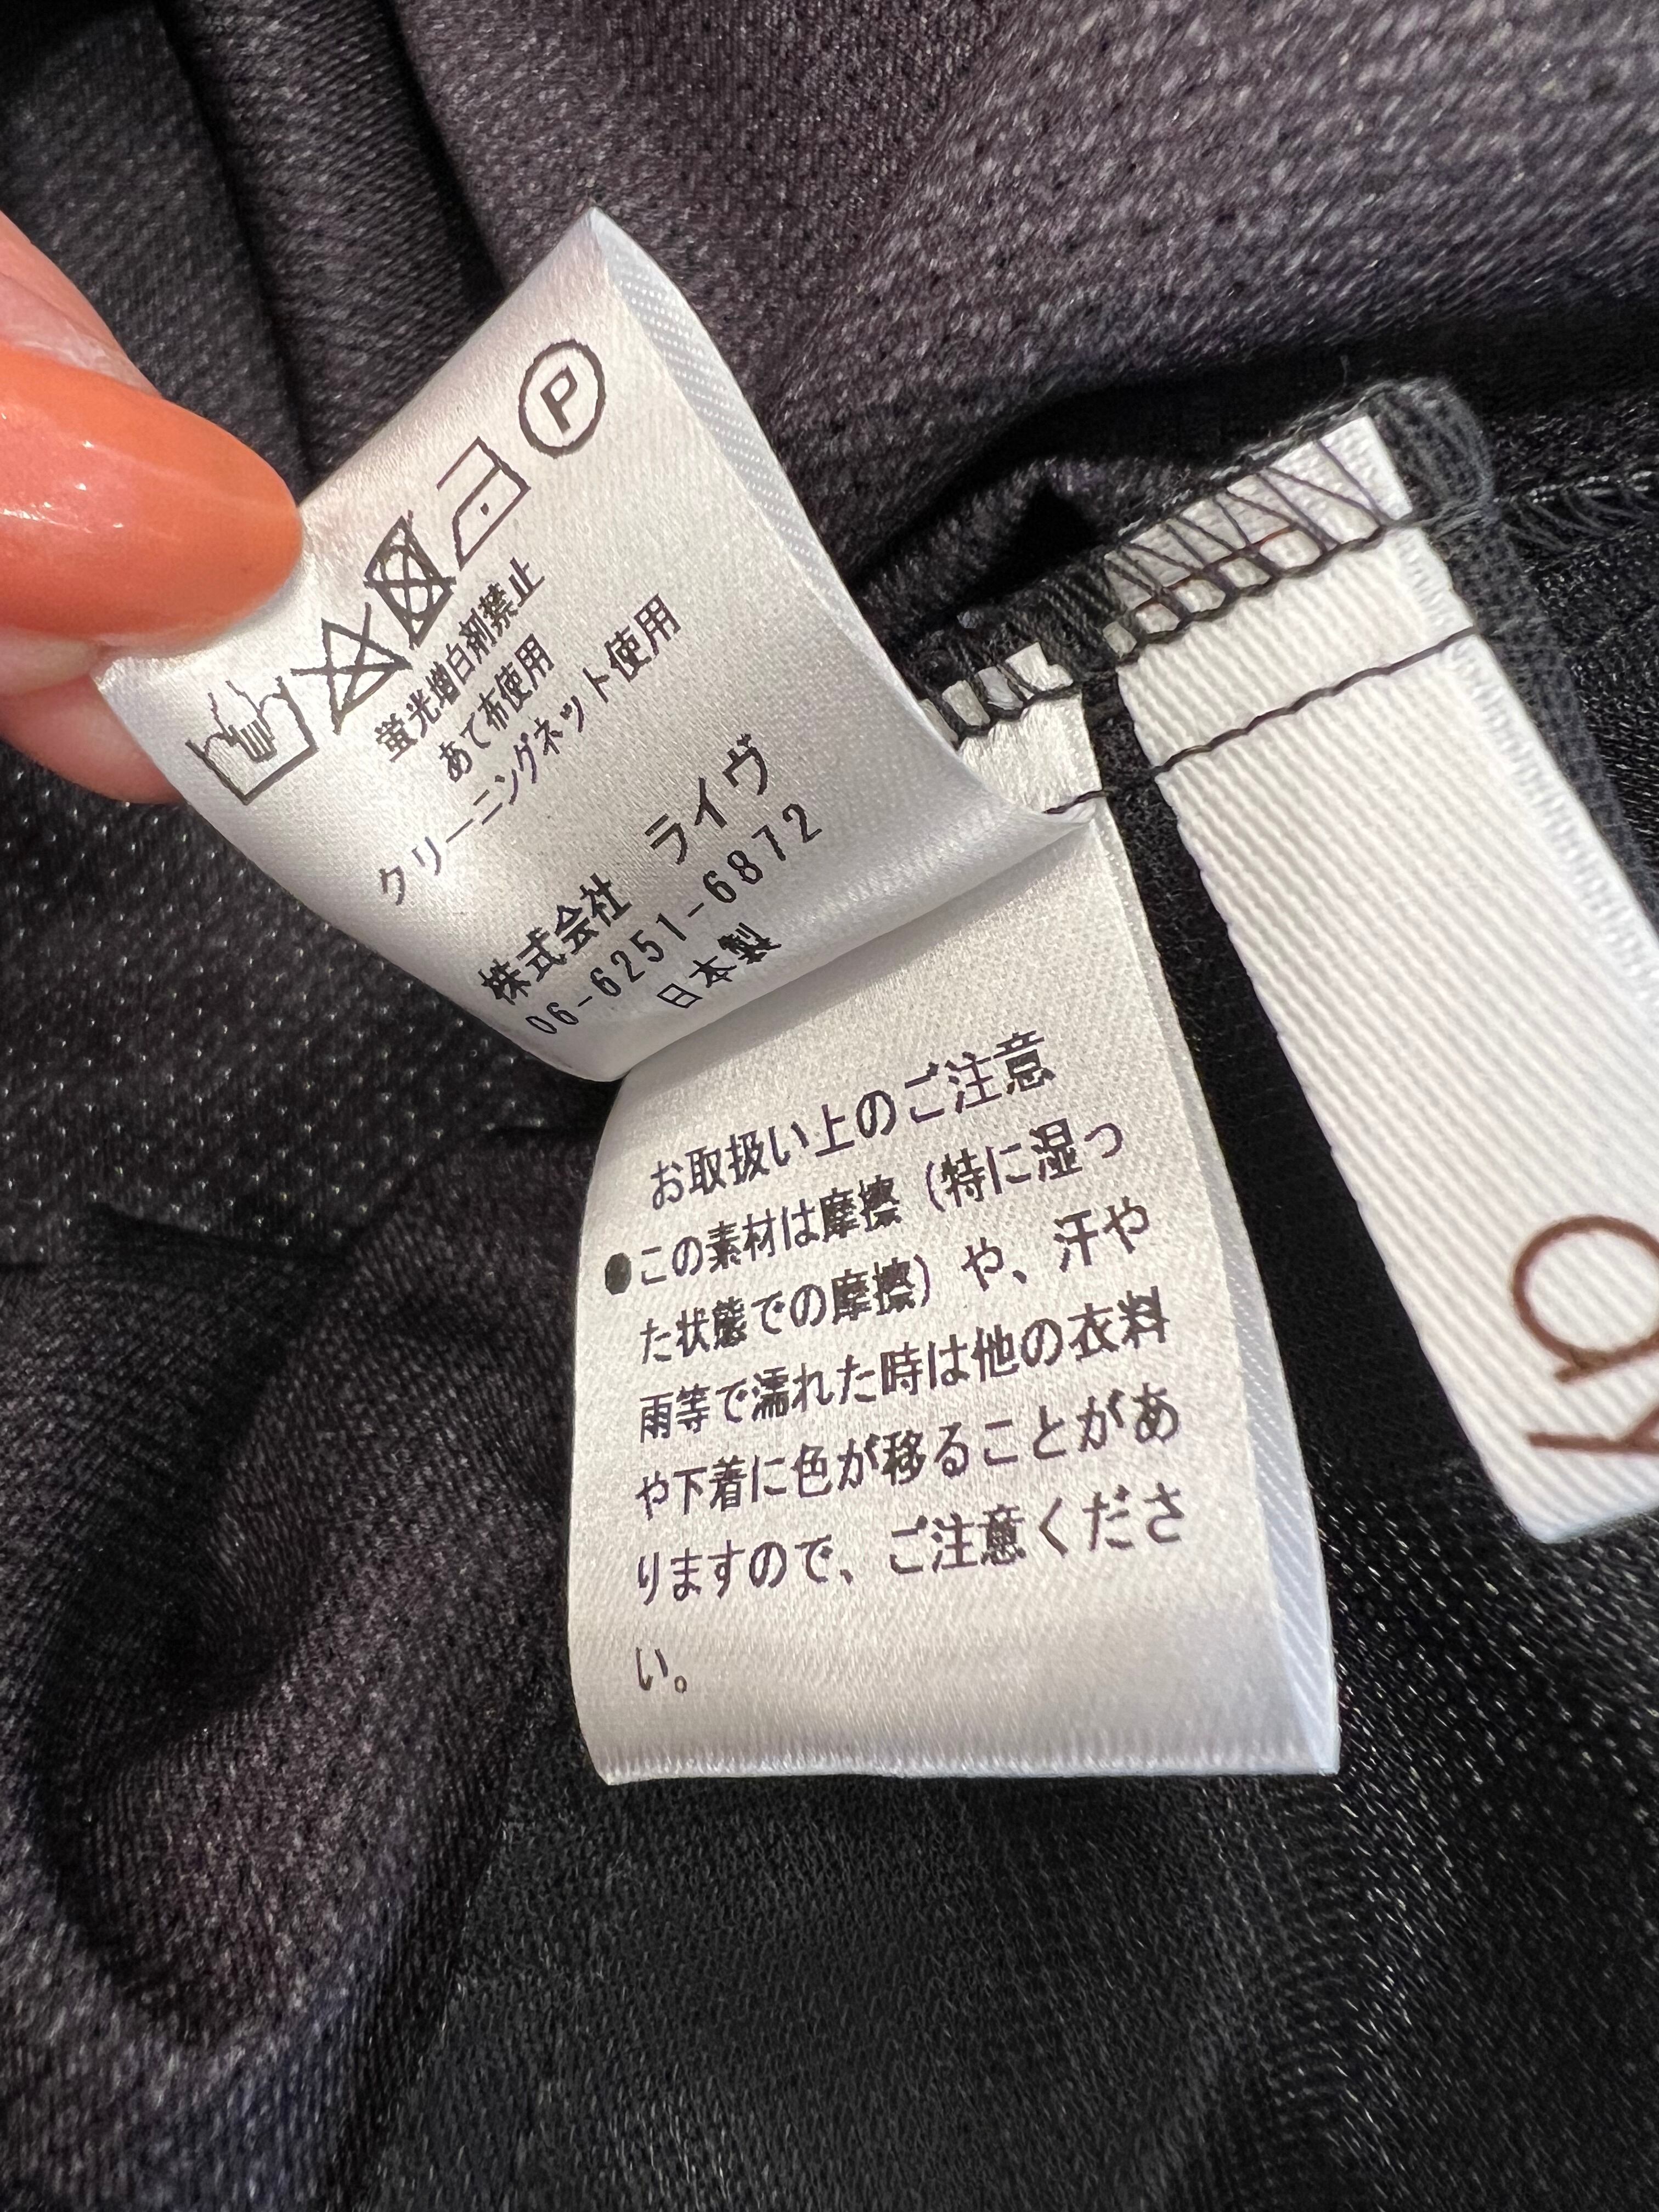 P
蛍光増白剤禁止
あて布使用
クリーニングネット使用
株式会社 ライヴ
06-6251-6872
日本製
お取扱い上のご注意
●この素材は摩擦（特に湿っ
た状態での摩擦）や、汗や
雨等で濡れた時は他の衣料
や下着に色が移ることがあ
りますので、ご注意くださ
い。